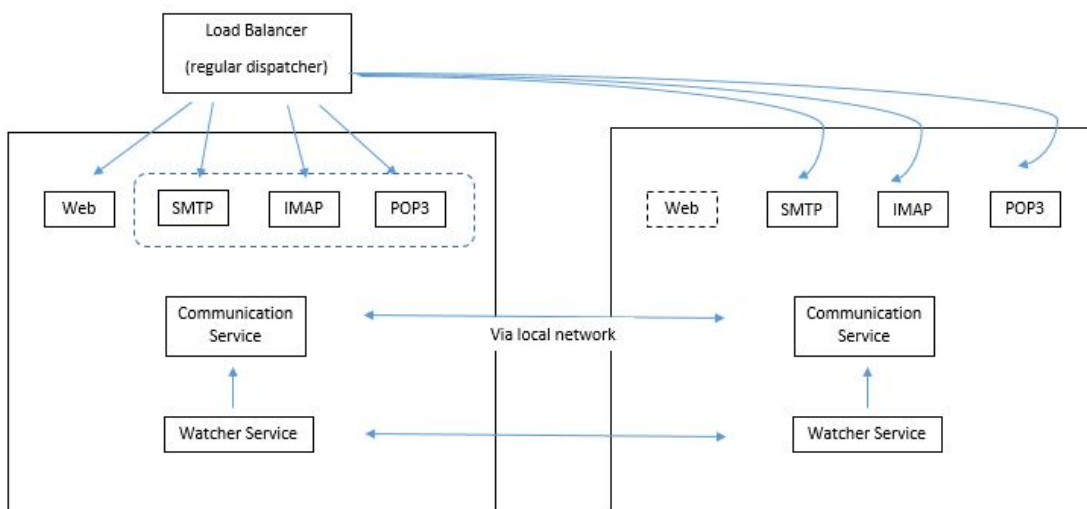 Load Balancer
(regular dispatcher)
Web
SMTP
IMAP
POP3
Web
SMTP
IMAP
POP3
Communication
Service
Via local network
Communication
Service
Watcher Service
Watcher Service